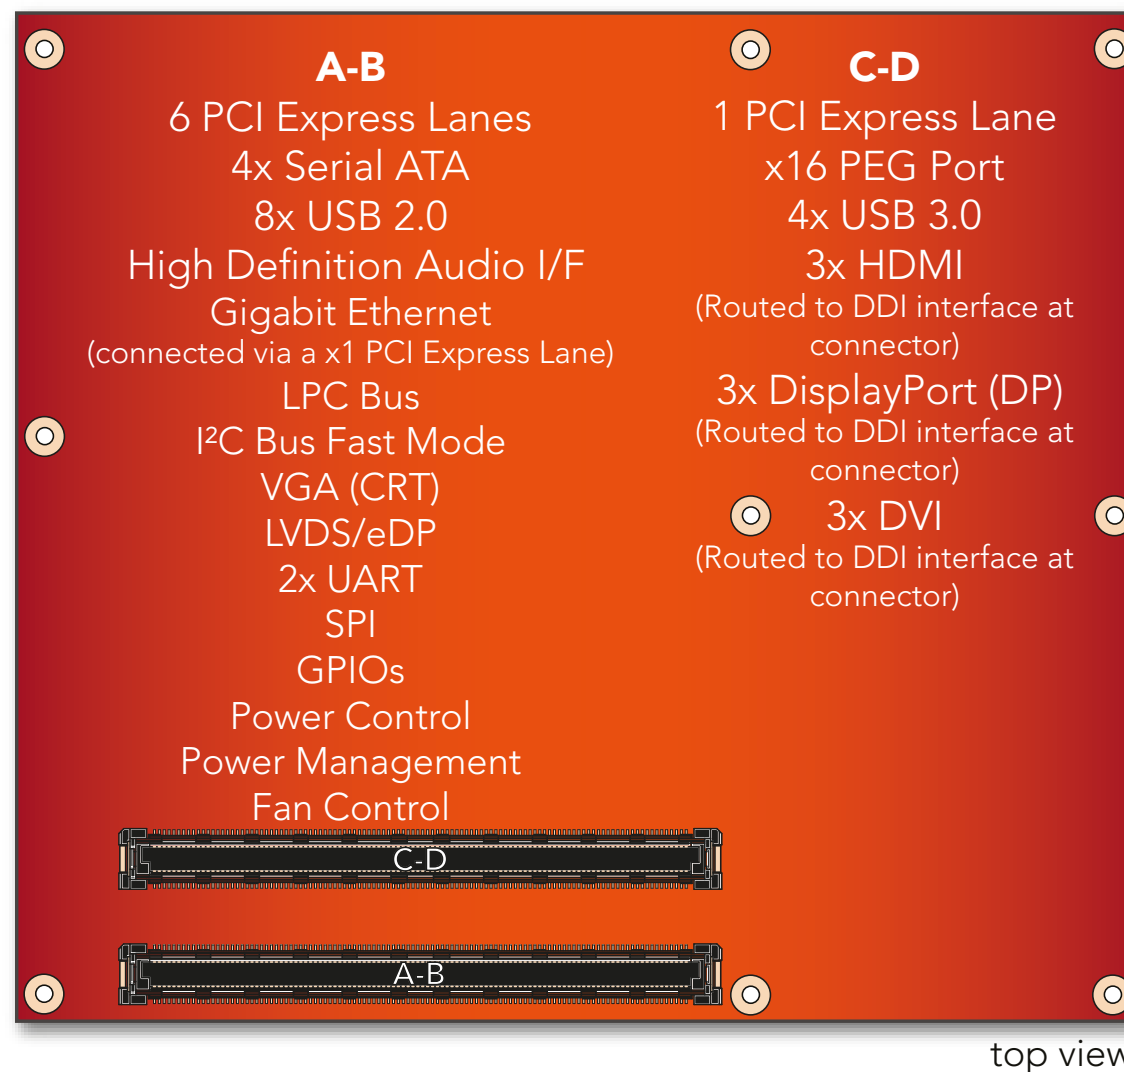 A-B
6 PCI Express Lanes
4x Serial ATA
8x USB 2.0
High Definition Audio I/F
Gigabit Ethernet
(connected via a x1 PCI Express Lane)
LPC Bus
I²C Bus Fast Mode
VGA (CRT)
LVDS/eDP
2x UART
SPI
GPIOs
Power Control
Power Management
Fan Control
C-D
1 PCI Express Lane
x16 PEG Port
4x USB 3.0
3x HDMI
(Routed to DDI interface at
connector)
3x DisplayPort (DP)
(Routed to DDI interface at
connector)
3x DVI
(Routed to DDI interface at
connector)
C-D
A-B
top view